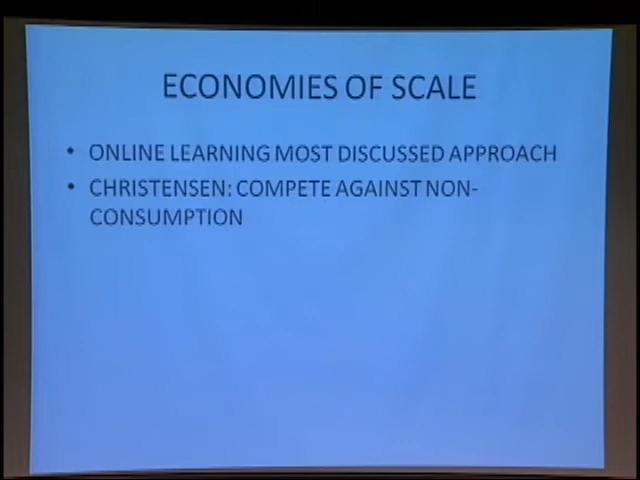 ECONOMIES OF SCALE
• ONLINE LEARNING MOST DISCUSSED APPROACH
• CHRISTENSEN: COMPETE AGAINST NON-
CONSUMPTION